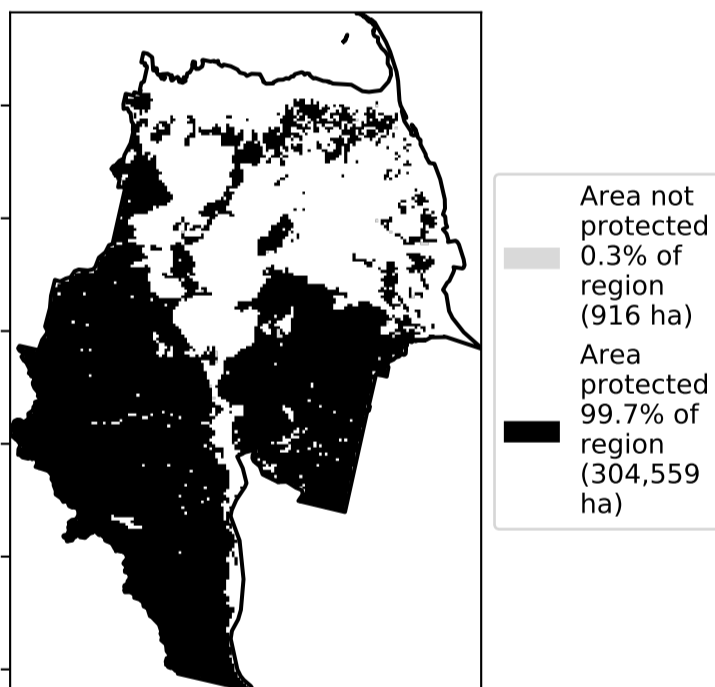 Area not
protected
0.3% of
region
(916 ha)
Area
protected
99.7% of
region
(304,559
ha)